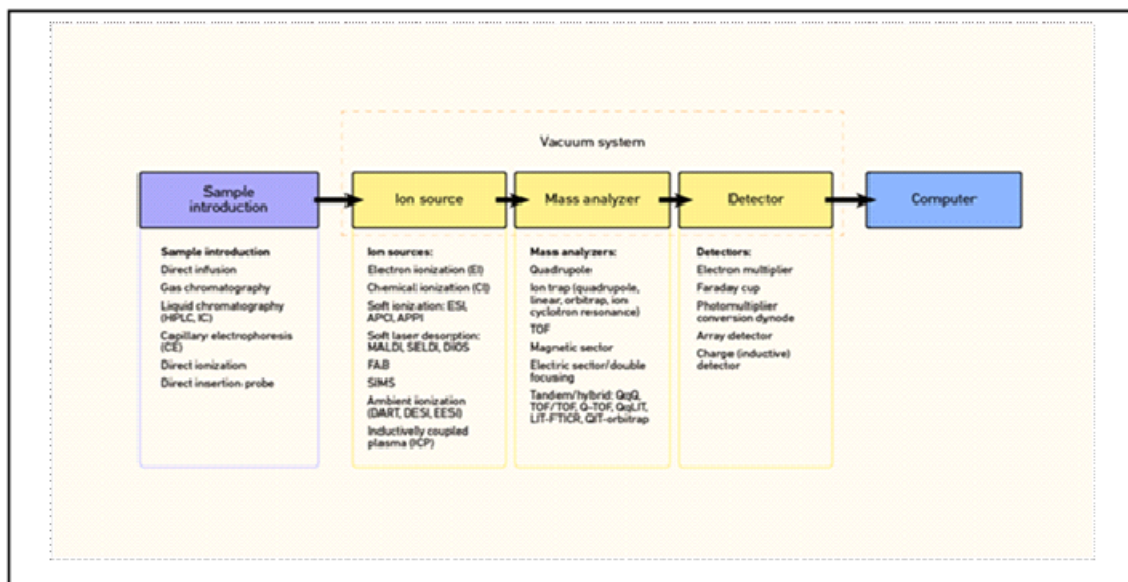 Vacuum system
Sample
introduction
Ion source
Mass analyzer
Detector
Computer
Sample introduction
Direct infusion
Gas chromatography
Liquid chromatography
(HPLC, IC)
Capillary electrophoresis
(CE)
Direct ionization
Direct insertion probe
Ion sources:
Electron ionization (EI)
Chemical ionization (CI)
Soft ionization: ESI,
APCI, APPI
Soft laser desorption:
MALDI, SELDI, DIOS
FAB
SIMS
Ambient ionization
(DART, DESI, EESI)
Inductively coupled
plasma (ICP)
Mass analyzers:
Quadrupole
Ion trap (quadrupole,
linear, orbitrap, ion
cyclotron resonance)
TOF
Magnetic sector
Electric sector/double
focusing
Tandem/hybrid: QqQ,
TOF/TOF, Q-TOF, QqLIT,
LIT-FTICR, QIT-orbitrap
Detectors:
Electron multiplier
Faraday cup
Photomultiplier
conversion dynode
Array detector
Charge (inductive)
detector